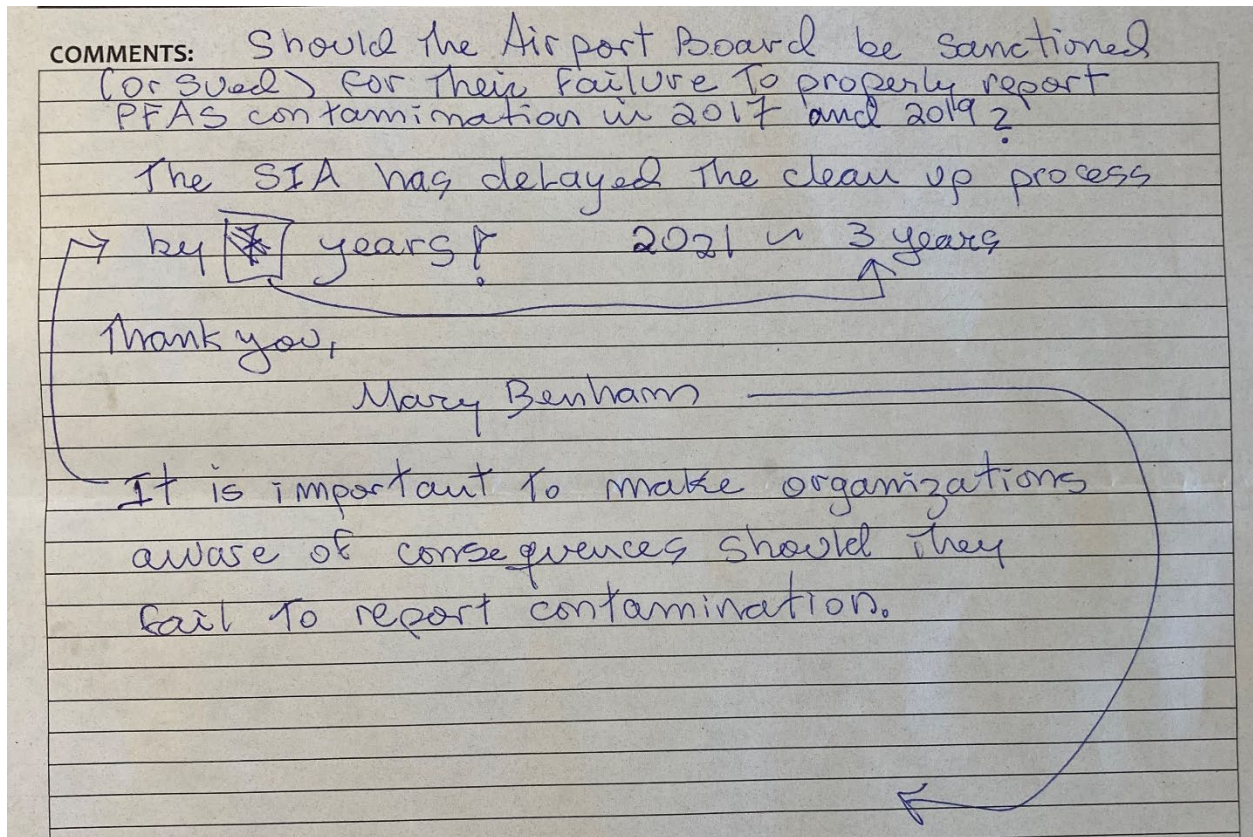 COMMENTS: Should the Airport Board be sanctioned
(or sued) for their failure to properly report
PFAS contamination in 2017 and 2019?
The SIA has delayed the clean up process
by years! 2021 3 years
Thank you,
Mary Benham
It is important to make organizations
aware of consequences should they
fail to report contamination.